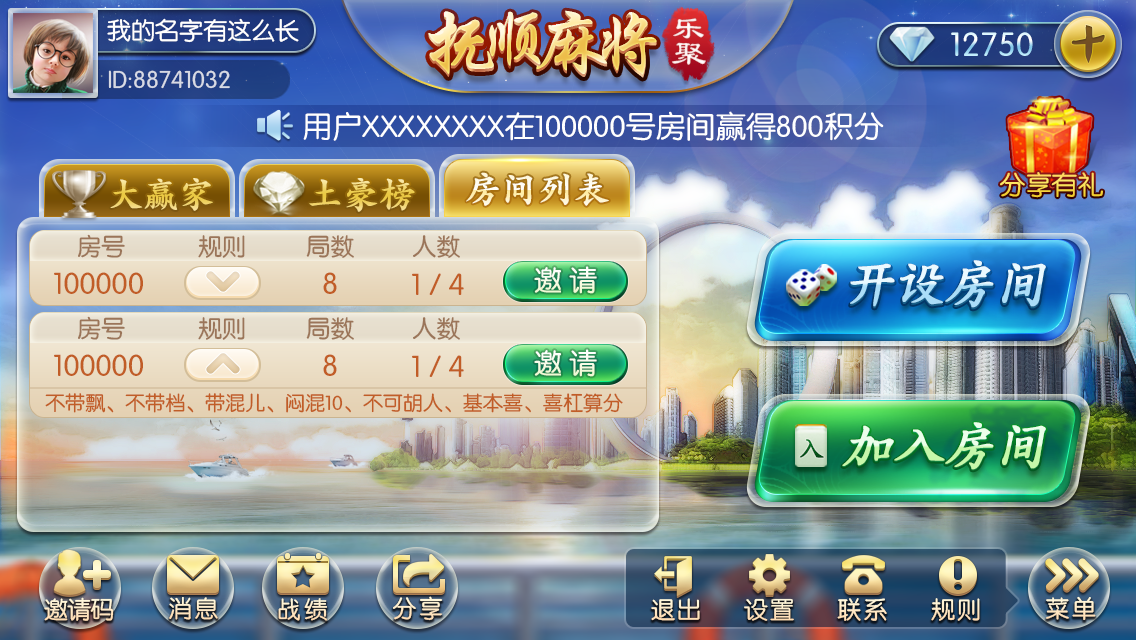 我的名字有这么长
ID:88741032
抚顺麻将
乐聚
12750
用户XXXXXXXX在100000号房间赢得800积分
分享有礼
大赢家 土豪榜 房间列表
房号 规则 局数 人数
100000 8 1/4 邀请
房号 规则 局数 人数
100000 8 1/4 邀请
不带飘、不带档、带混儿、闷混10、不可胡人、基本喜、喜杠算分
开设房间
入 加入房间
邀请码 消息 战绩 分享 退出 设置 联系 规则 菜单